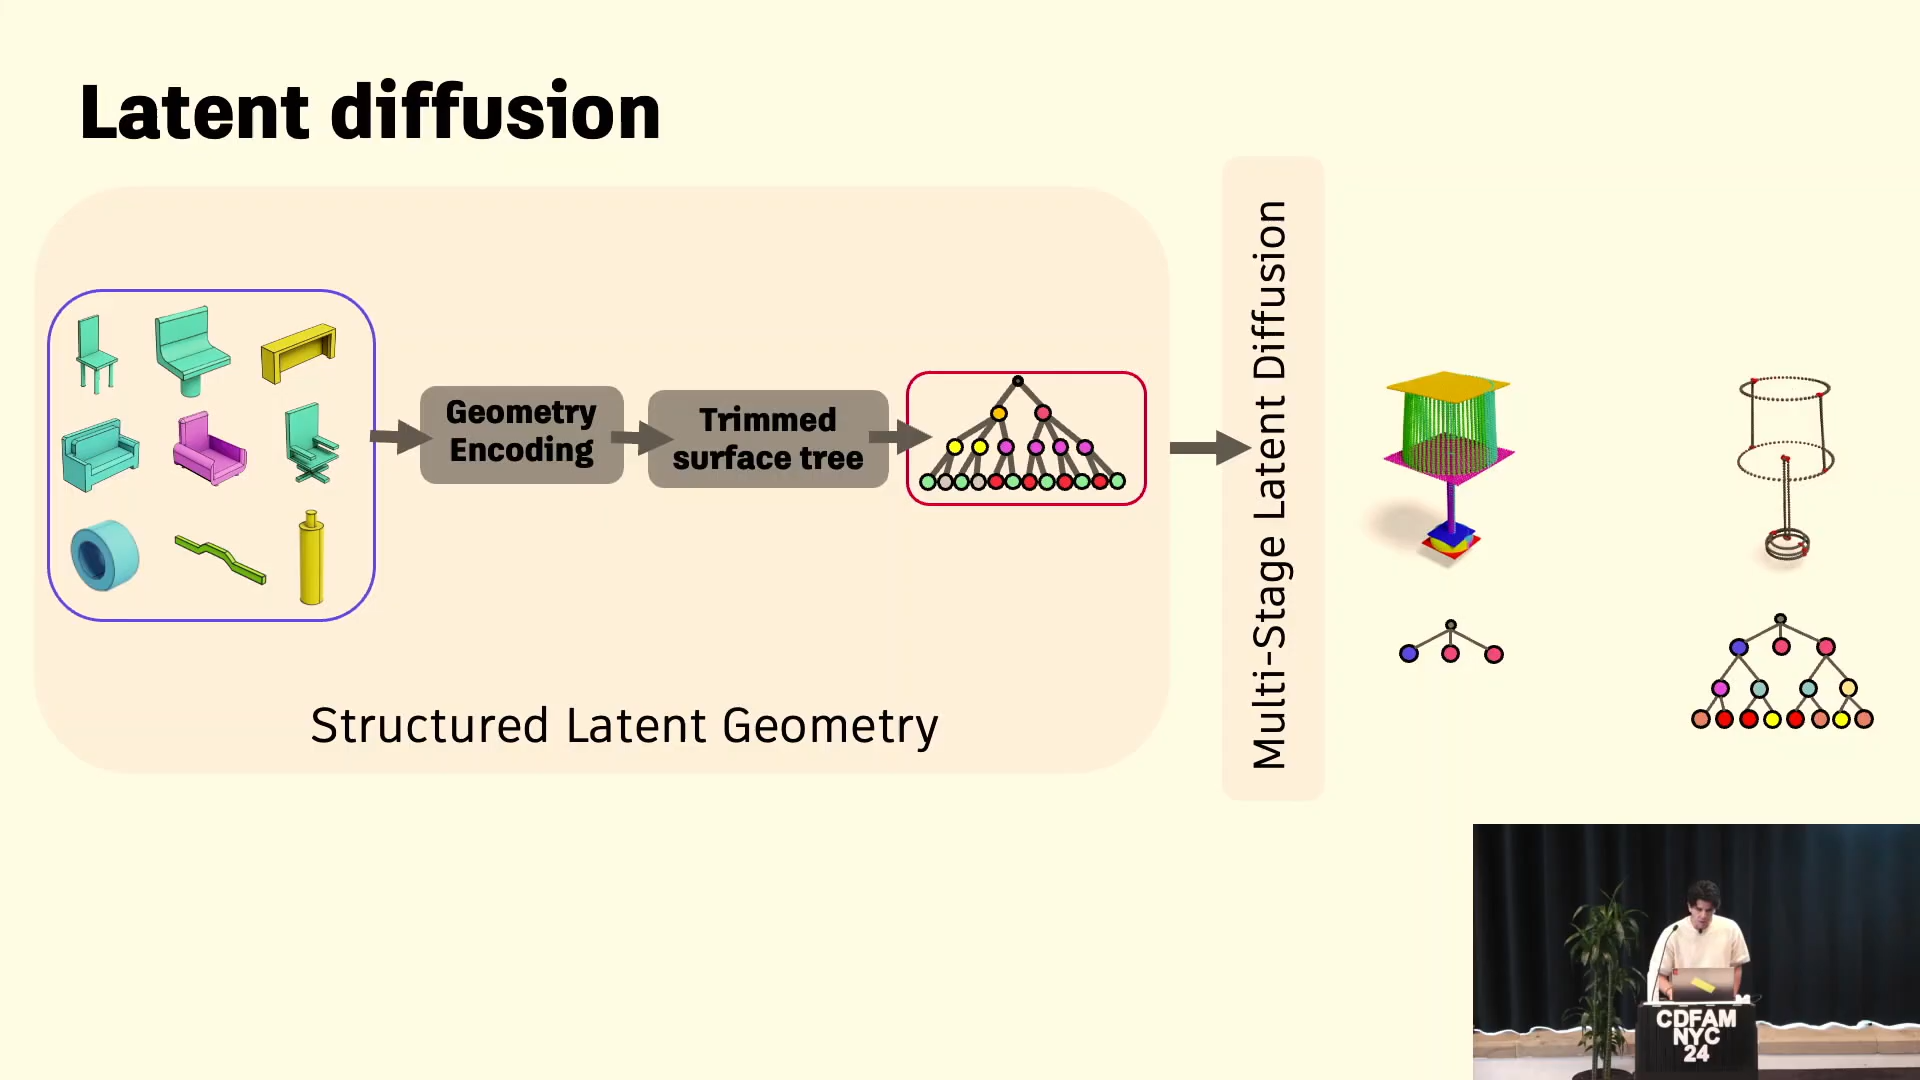 Latent diffusion
Geometry
Encoding
Trimmed
surface tree
Structured Latent Geometry
Multi-Stage Latent Diffusion
CDFAM
NYC
24